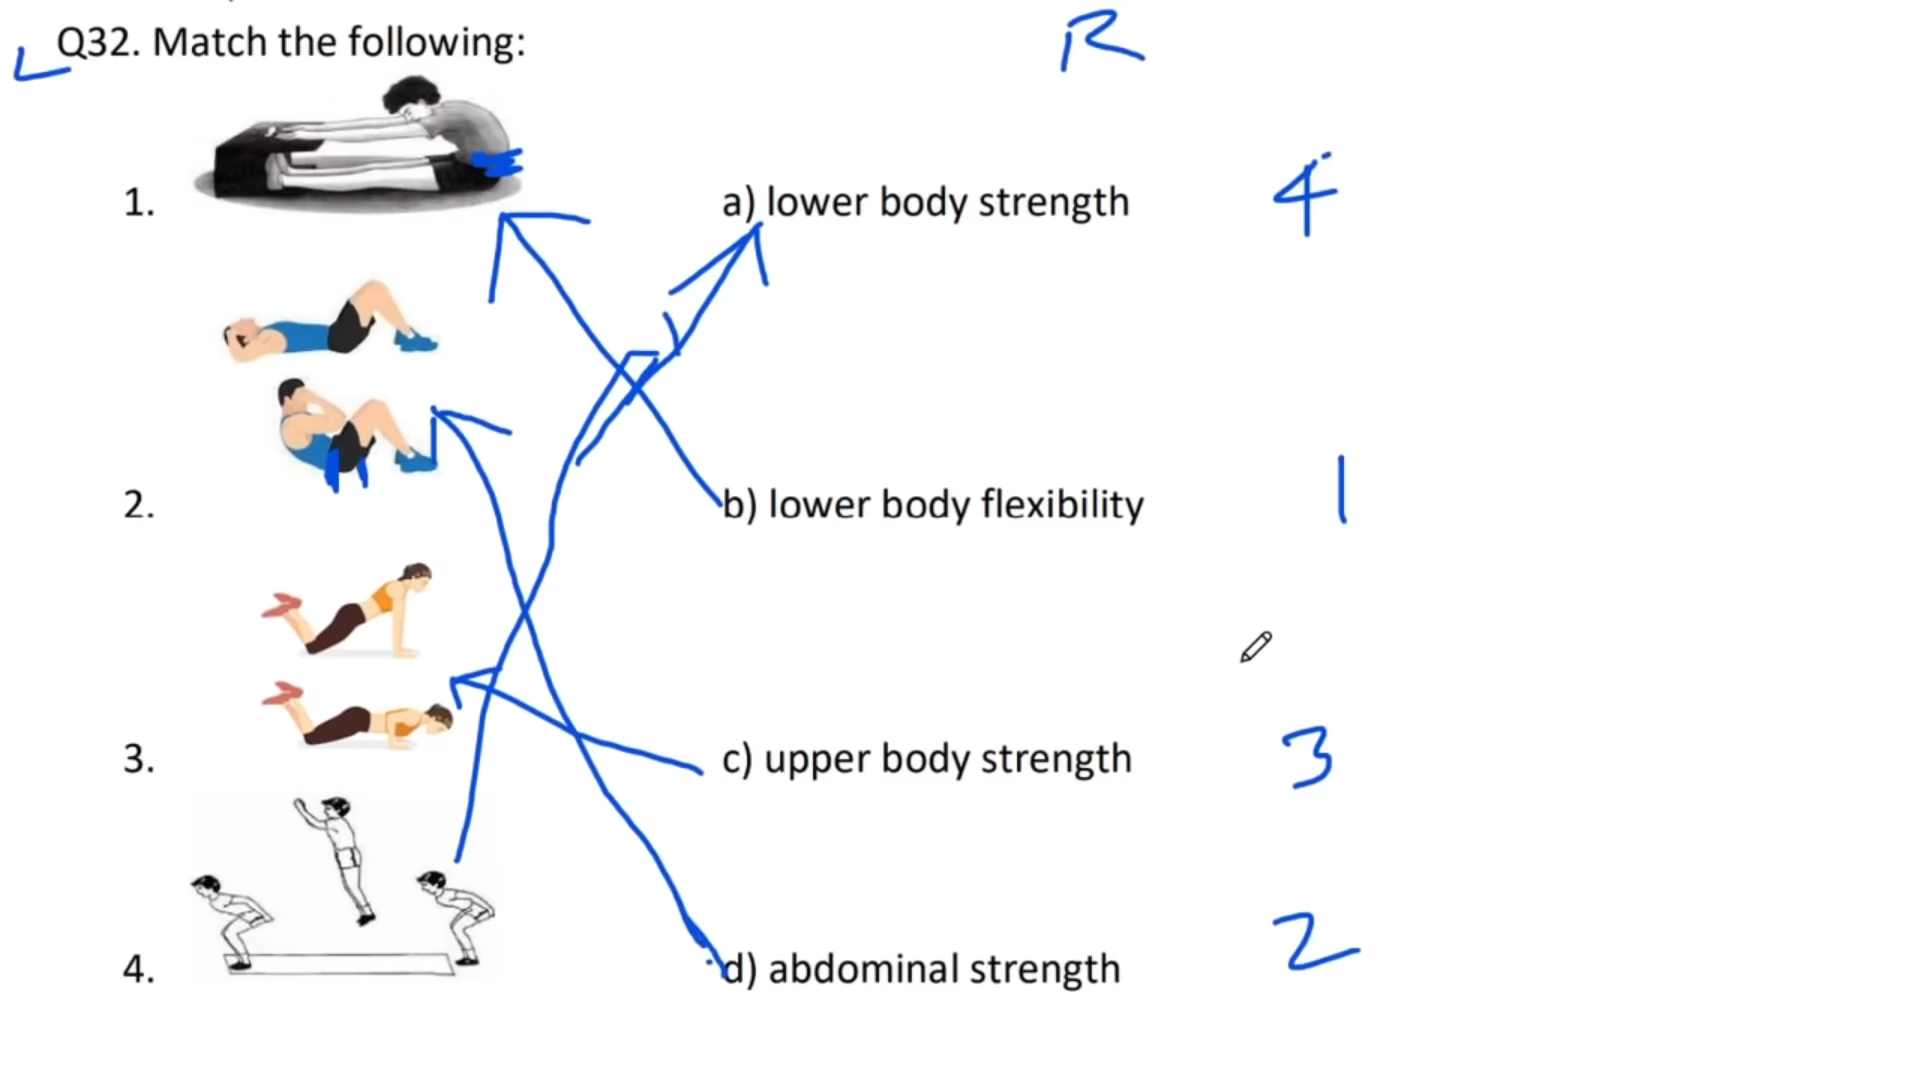 L Q32. Match the following: R
1. a) lower body strength 4
2. b) lower body flexibility 1
3. c) upper body strength 3
4. d) abdominal strength 2